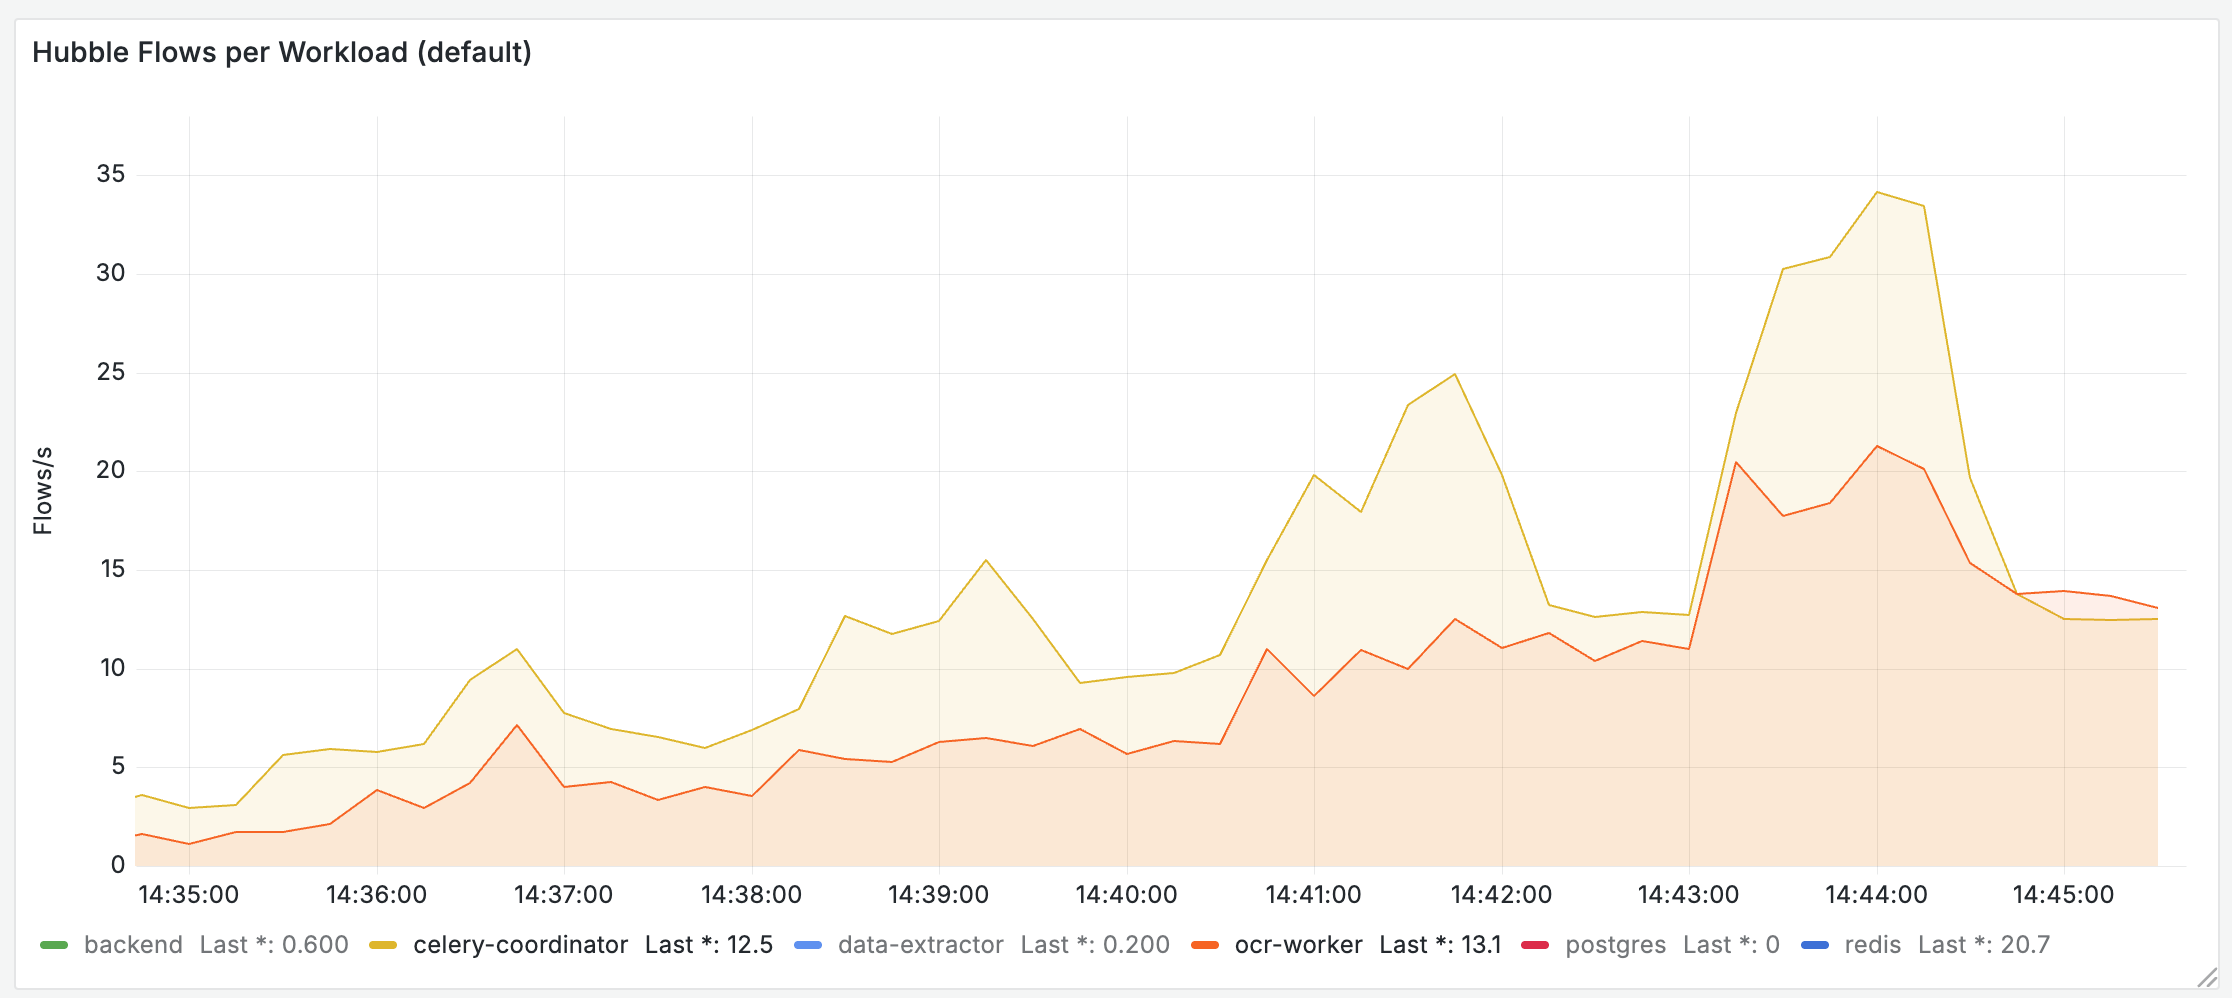 Hubble Flows per Workload (default)
35
30
25
20
15
10
5
0
Flows/s
14:35:00 14:36:00 14:37:00 14:38:00 14:39:00 14:40:00 14:41:00 14:42:00 14:43:00 14:44:00 14:45:00
backend Last *: 0.600 celery-coordinator Last *: 12.5 data-extractor Last *: 0.200 ocr-worker Last *: 13.1 postgres Last *: 0 redis Last *: 20.7